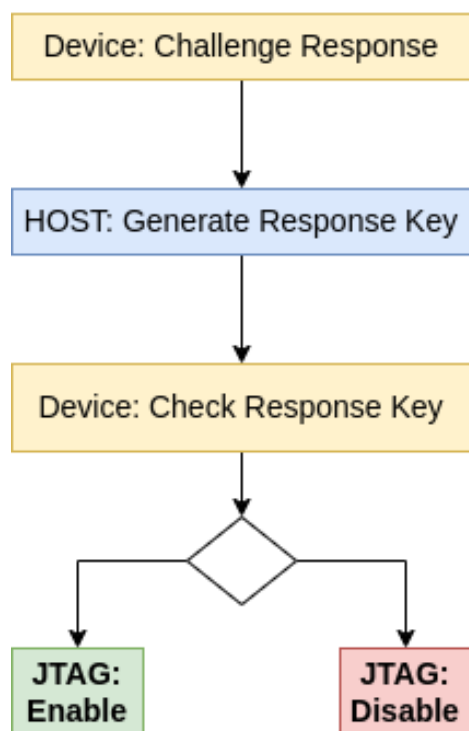 Device: Challenge Response
HOST: Generate Response Key
Device: Check Response Key
JTAG:
Enable
JTAG:
Disable